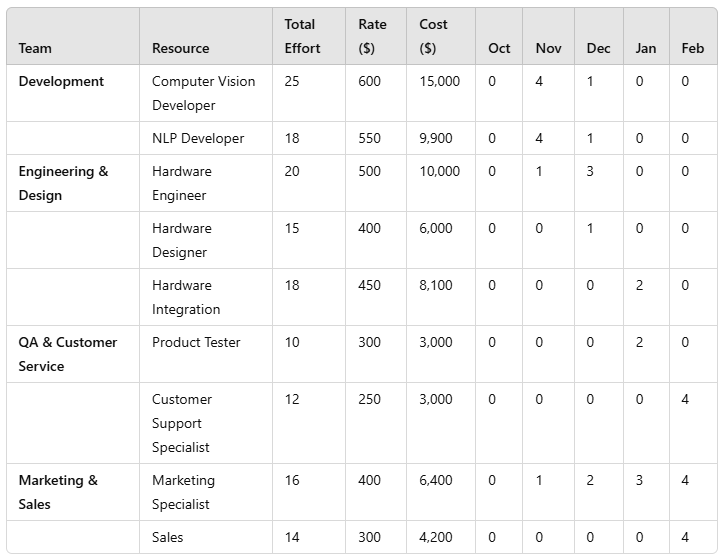 Team Resource Total Effort Rate ($) Cost ($) Oct Nov Dec Jan Feb
Development Computer Vision Developer 25 600 15,000 0 4 1 0 0
NLP Developer 18 550 9,900 0 4 1 0 0
Engineering & Design Hardware Engineer 20 500 10,000 0 1 3 0 0
Hardware Designer 15 400 6,000 0 0 1 0 0
Hardware Integration 18 450 8,100 0 0 0 2 0
QA & Customer Service Product Tester 10 300 3,000 0 0 0 2 0
Customer Support Specialist 12 250 3,000 0 0 0 0 4
Marketing & Sales Marketing Specialist 16 400 6,400 0 1 2 3 4
Sales 14 300 4,200 0 0 0 0 4